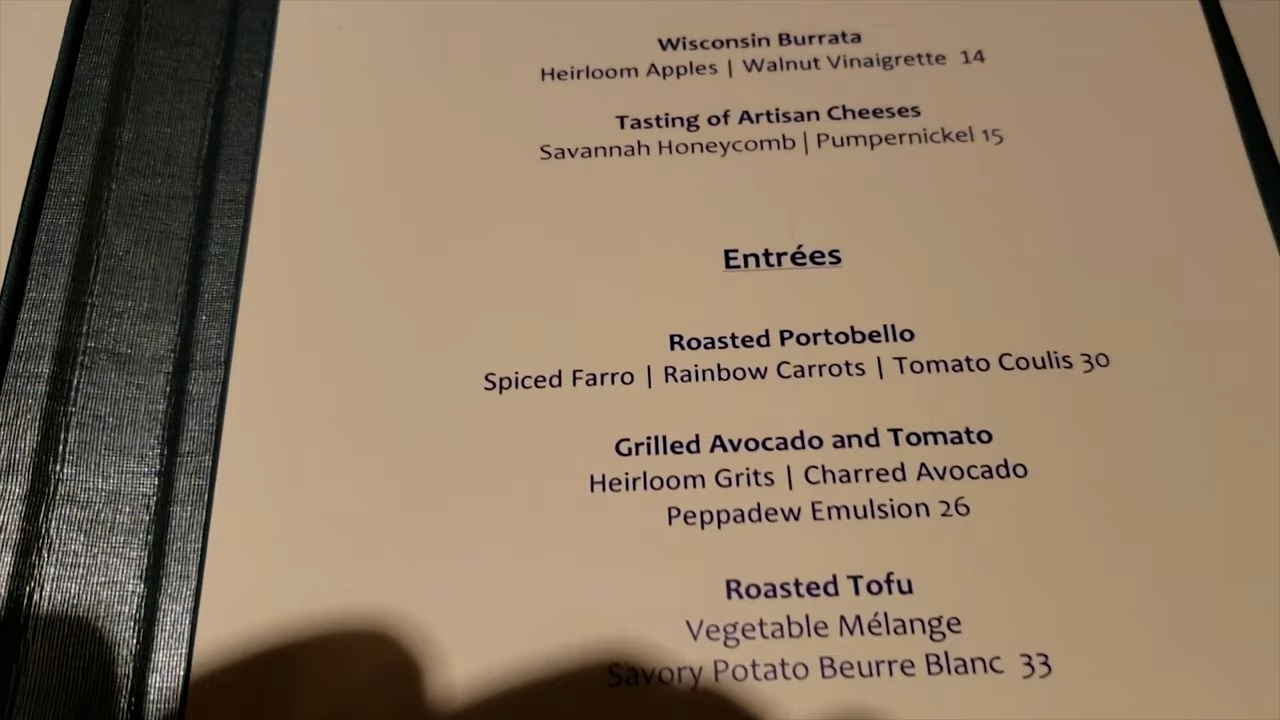 Wisconsin Burrata
Heirloom Apples | Walnut Vinaigrette 14
Tasting of Artisan Cheeses
Savannah Honeycomb | Pumpernickel 15
Entrées
Roasted Portobello
Spiced Farro | Rainbow Carrots | Tomato Coulis 30
Grilled Avocado and Tomato
Heirloom Grits | Charred Avocado
Peppadew Emulsion 26
Roasted Tofu
Vegetable Mélange
Savory Potato Beurre Blanc 33